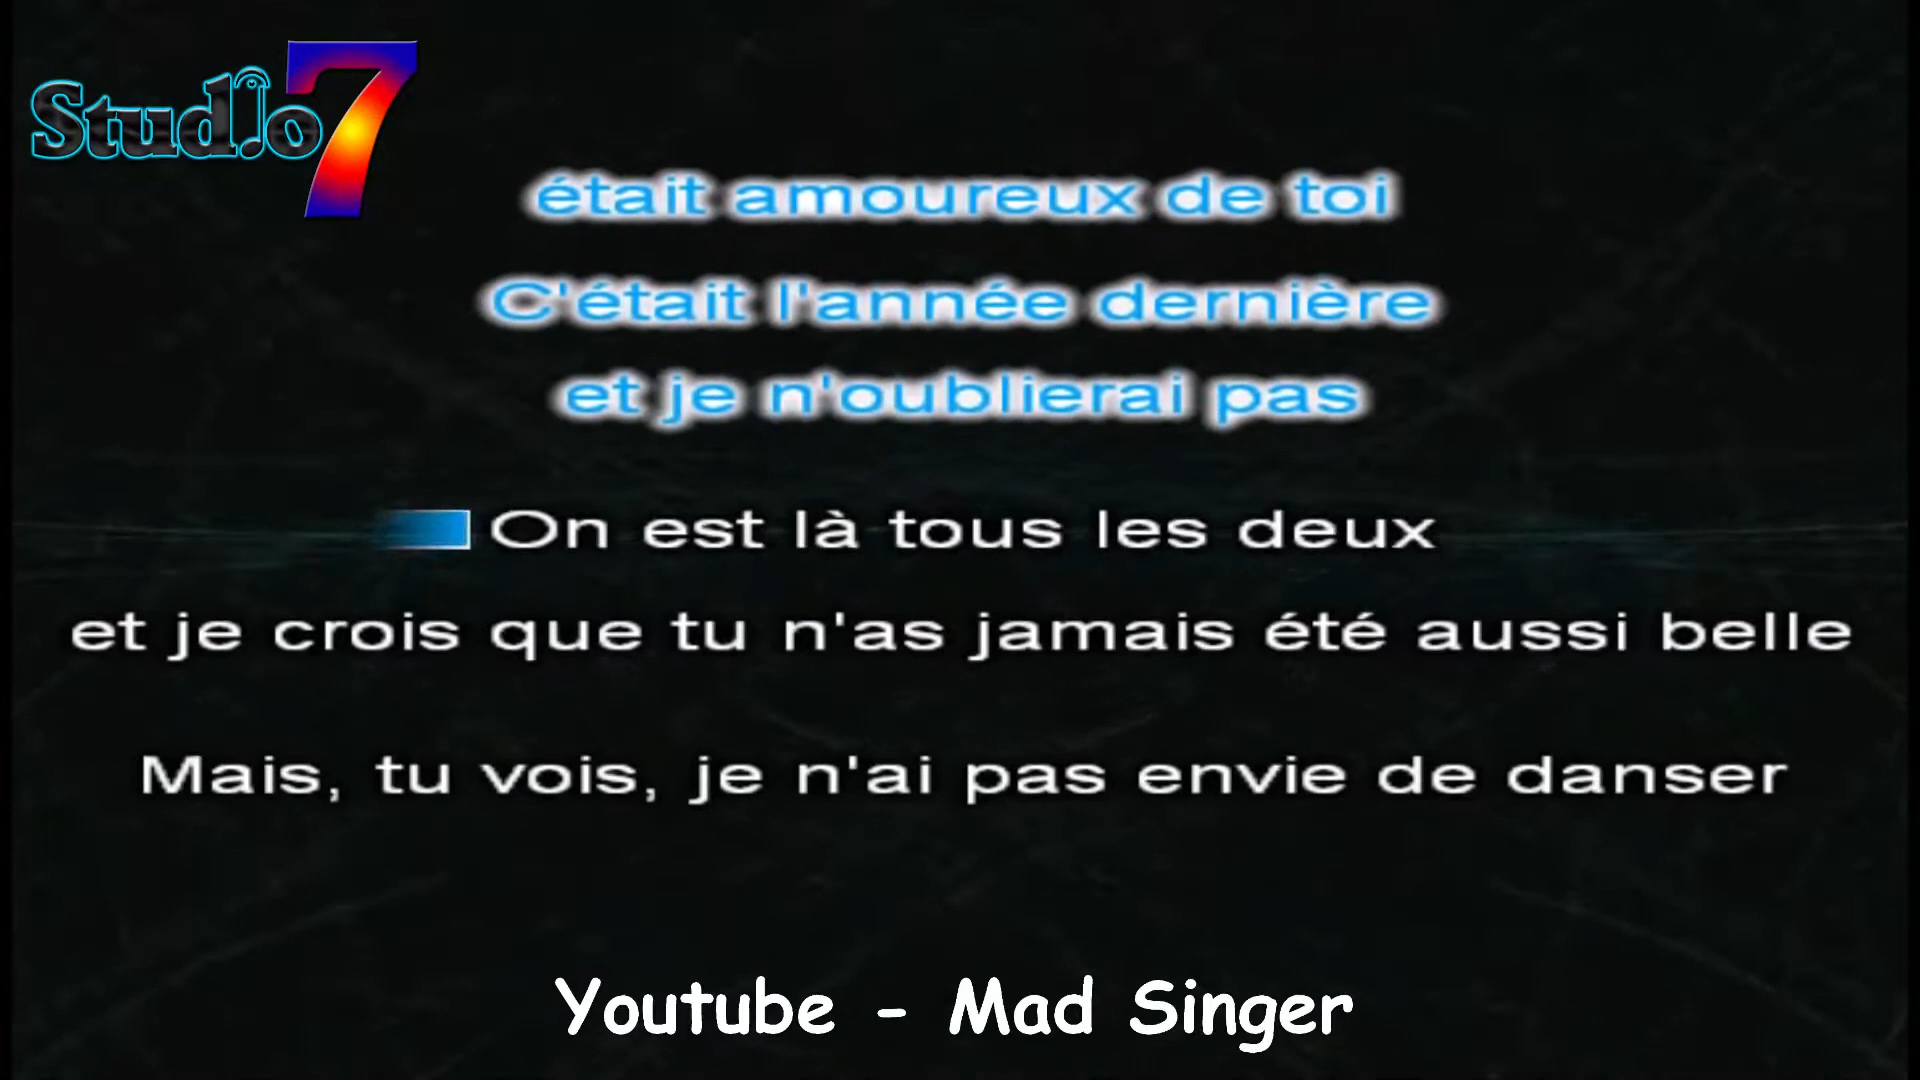 Studio 7
était amoureux de toi
C'était l'année dernière
et je n'oublierai pas
On est là tous les deux
et je crois que tu n'as jamais été aussi belle
Mais, tu vois, je n'ai pas envie de danser
Youtube - Mad Singer